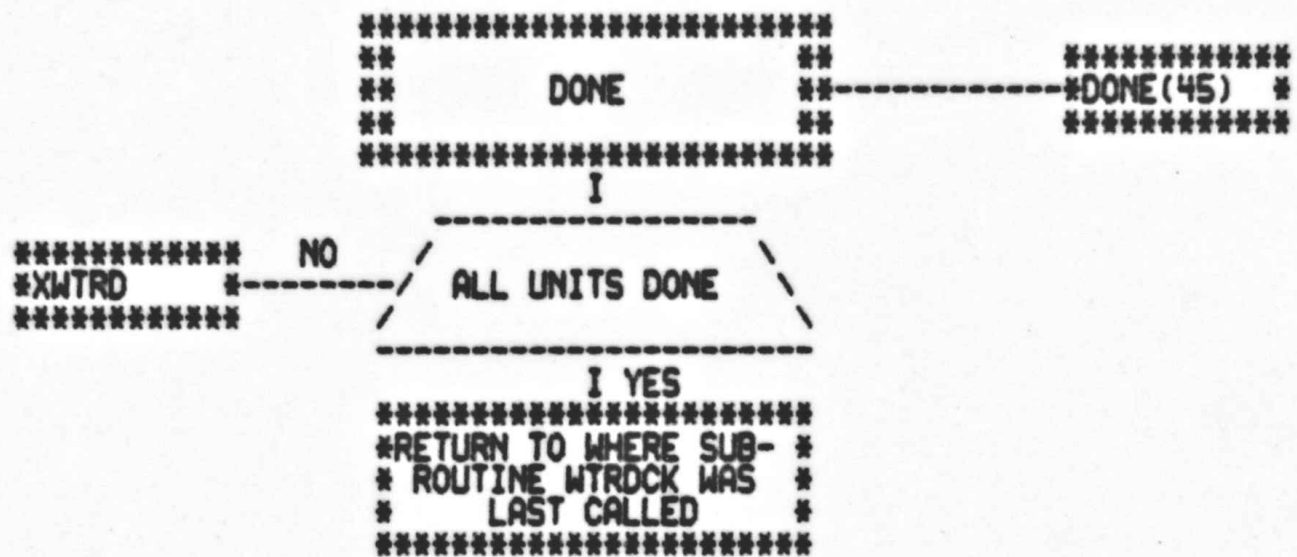 DONE
DONE(45)
I
NO
XWTRD
ALL UNITS DONE
I YES
RETURN TO WHERE SUB-
ROUTINE WTRDCK WAS
LAST CALLED